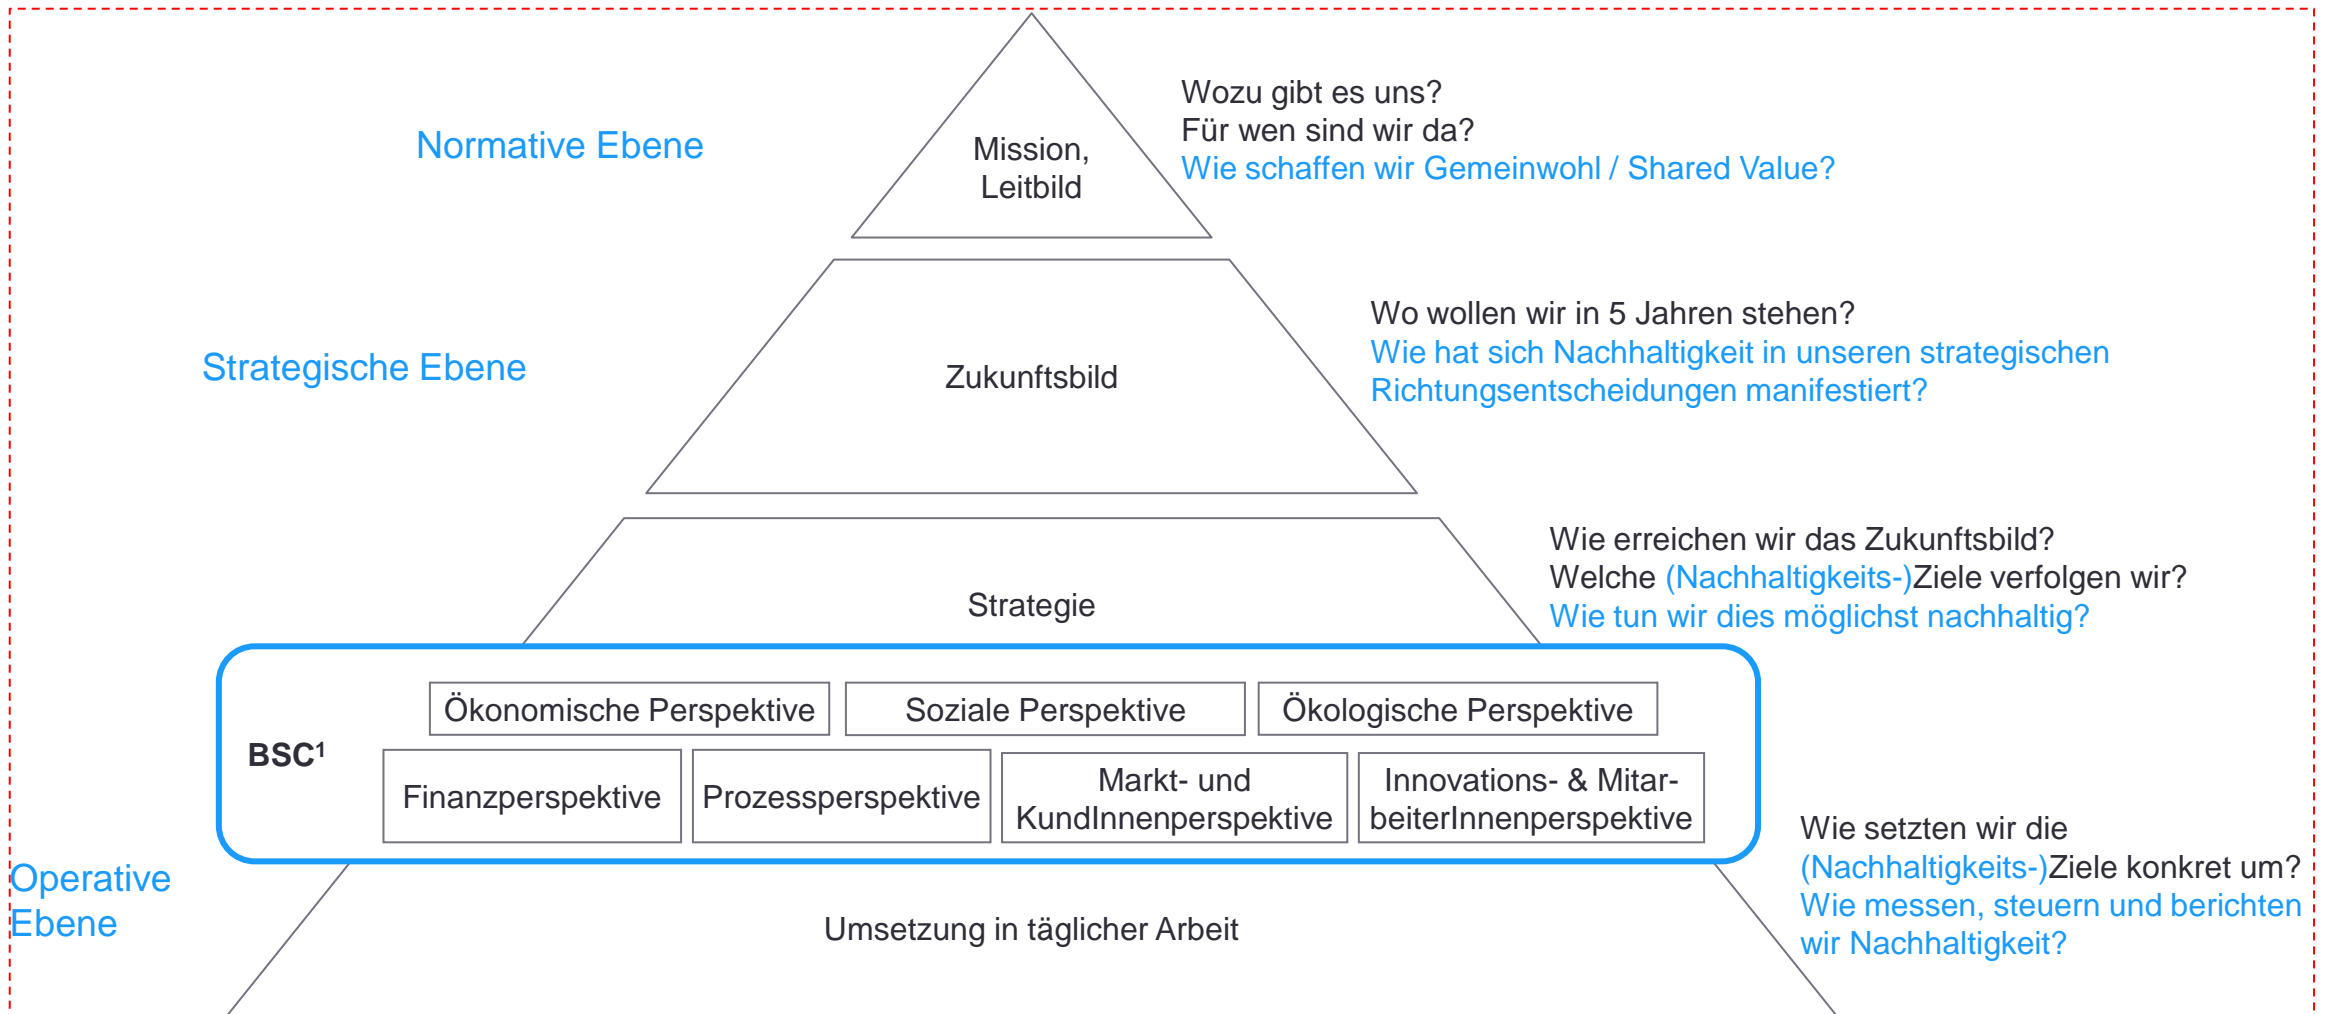 Normative Ebene
Mission,
Leitbild
Wozu gibt es uns?
Für wen sind wir da?
Wie schaffen wir Gemeinwohl / Shared Value?
Strategische Ebene
Zukunftsbild
Wo wollen wir in 5 Jahren stehen?
Wie hat sich Nachhaltigkeit in unseren strategischen
Richtungsentscheidungen manifestiert?
Strategie
Wie erreichen wir das Zukunftsbild?
Welche (Nachhaltigkeits-)Ziele verfolgen wir?
Wie tun wir dies möglichst nachhaltig?
BSC¹
Ökonomische Perspektive
Soziale Perspektive
Ökologische Perspektive
Finanzperspektive
Prozessperspektive
Markt- und
KundInnenperspektive
Innovations- & Mitar-
beiterInnenperspektive
Operative
Ebene
Umsetzung in täglicher Arbeit
Wie setzten wir die
(Nachhaltigkeits-)Ziele konkret um?
Wie messen, steuern und berichten
wir Nachhaltigkeit?